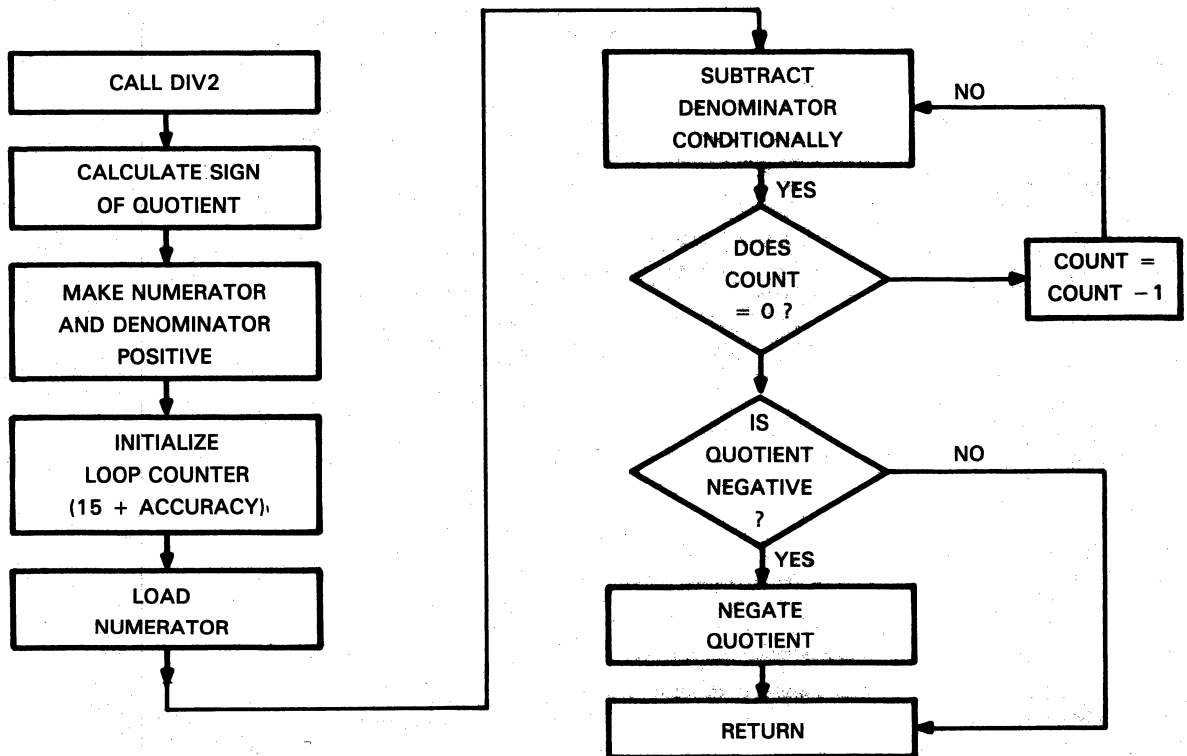 CALL DIV2
CALCULATE SIGN
OF QUOTIENT
MAKE NUMERATOR
AND DENOMINATOR
POSITIVE
INITIALIZE
LOOP COUNTER
(15 + ACCURACY)
LOAD
NUMERATOR
SUBTRACT
DENOMINATOR
CONDITIONALLY
NO
YES
DOES
COUNT
= 0 ?
COUNT =
COUNT −1
IS
QUOTIENT
NEGATIVE
?
NO
YES
NEGATE
QUOTIENT
RETURN